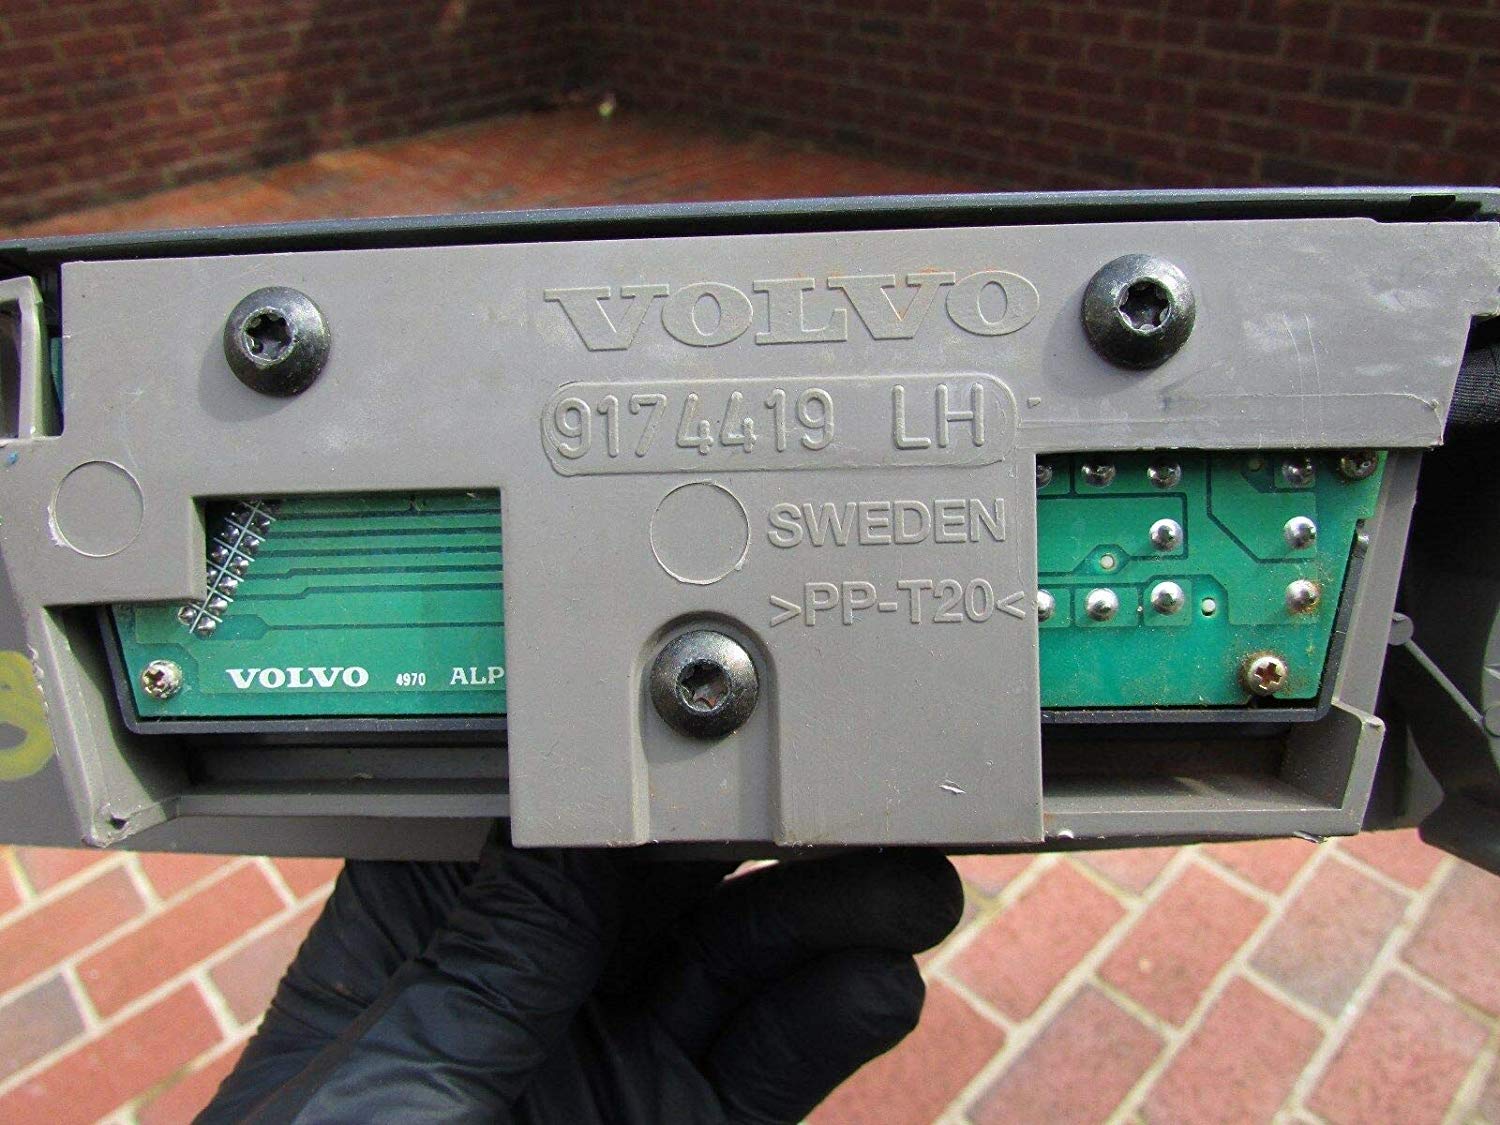 VOLVO
9174419 LH
SWEDEN
>PP-T20<
VOLVO 4970 ALP